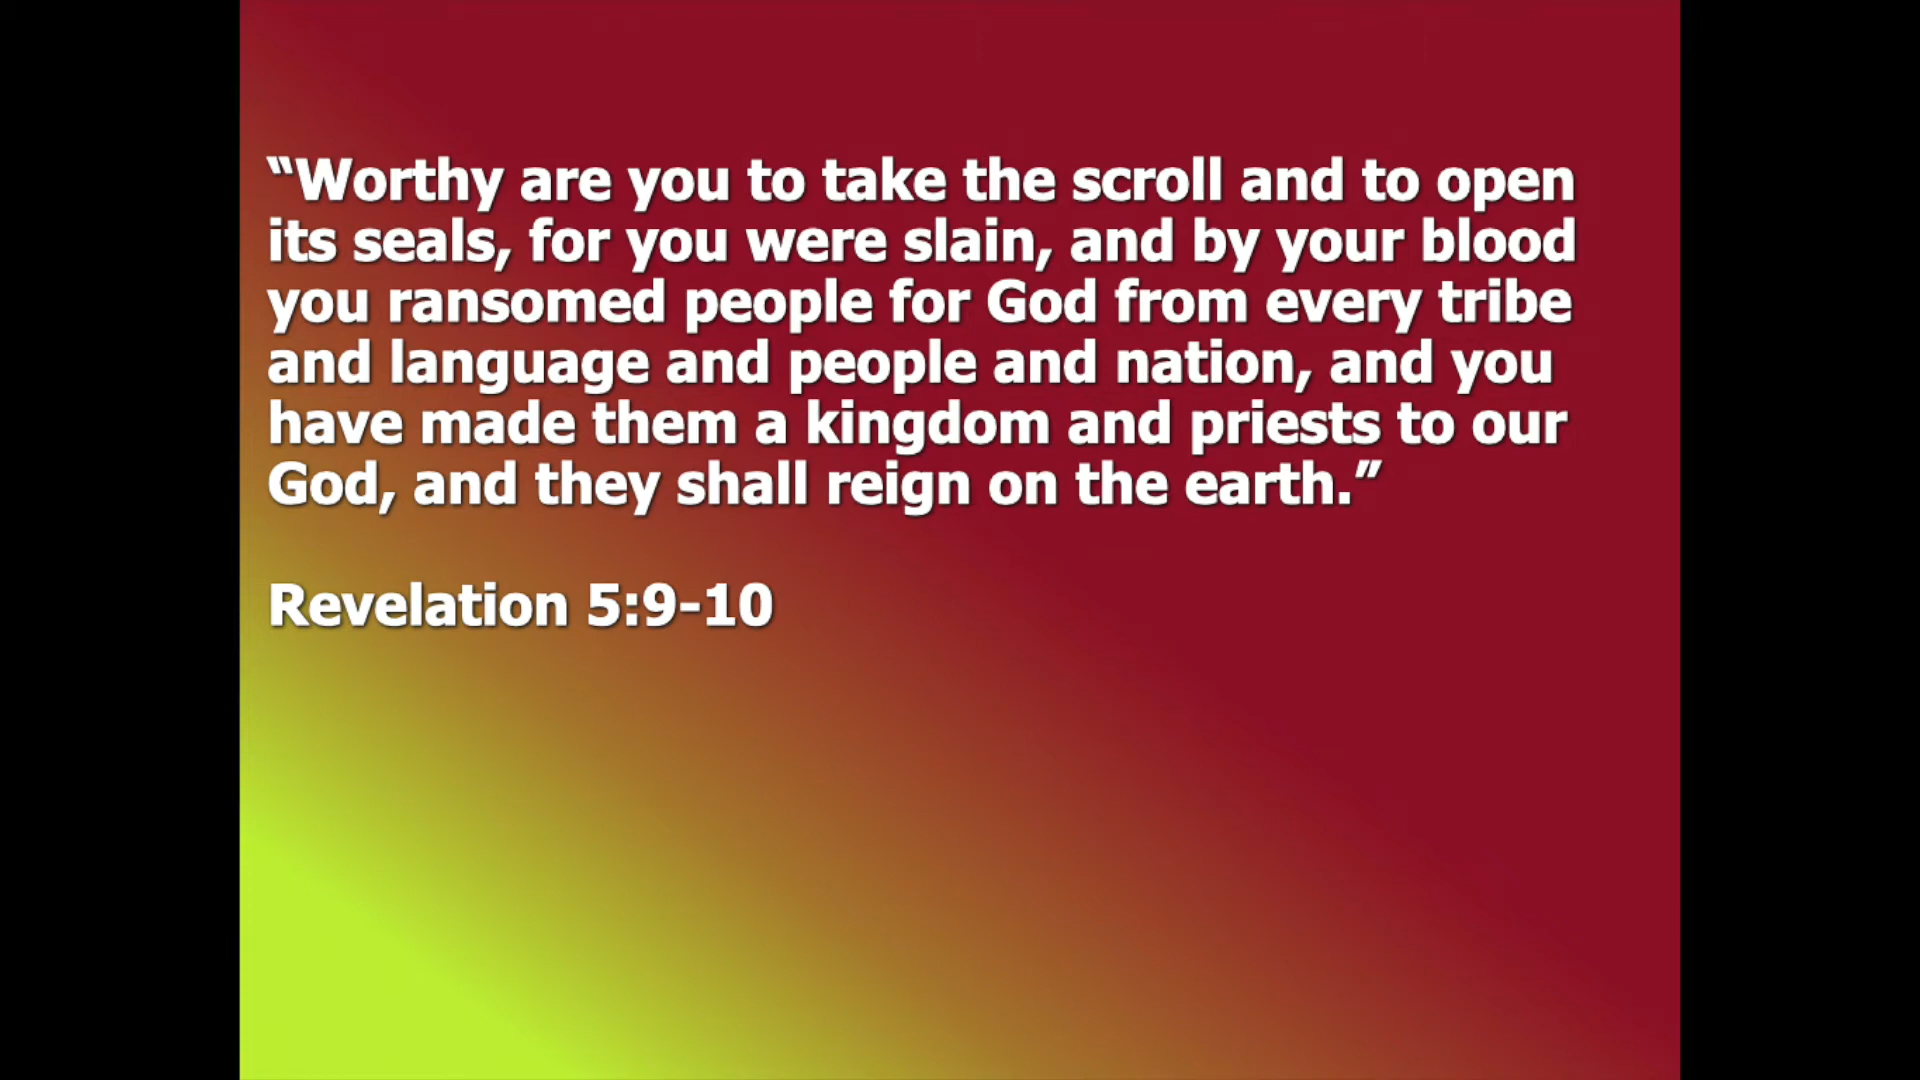 “Worthy are you to take the scroll and to open
its seals, for you were slain, and by your blood
you ransomed people for God from every tribe
and language and people and nation, and you
have made them a kingdom and priests to our
God, and they shall reign on the earth.”
Revelation 5:9-10